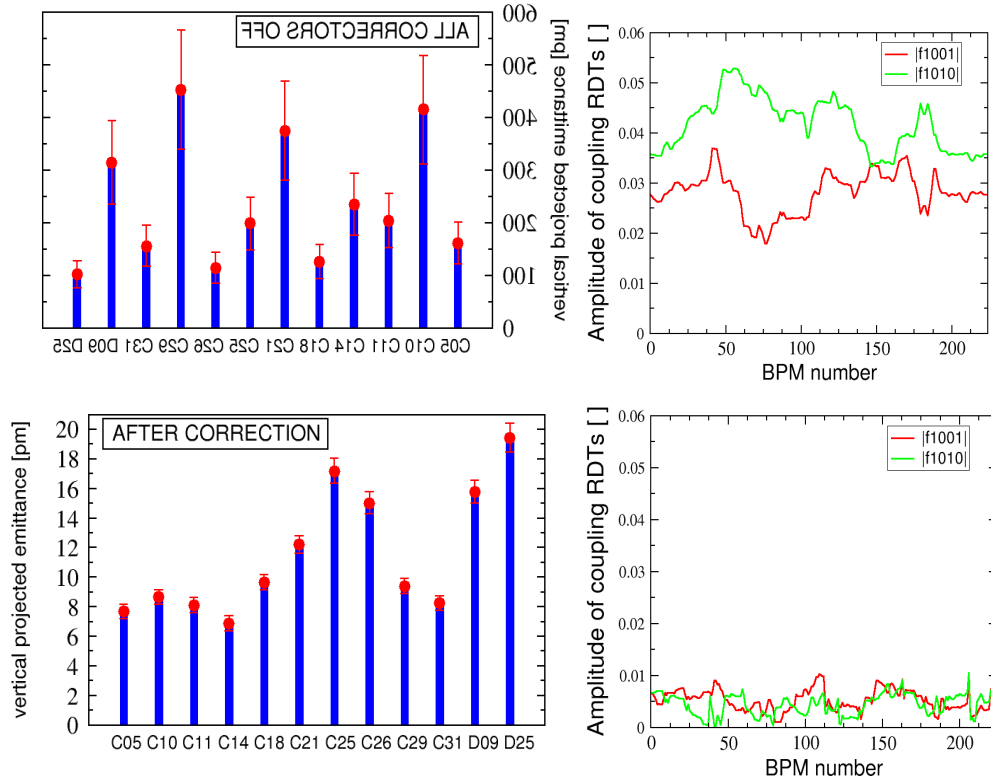 ALL CORRECTORS OFF
600
500
400
300
200
100
0
vertical projected emittance [pm]
D25 D09 C31 C29 C26 C25 C21 C18 C14 C11 C10 C05
Amplitude of coupling RDTs [ ]
0.06
0.05
0.04
0.03
0.02
0.01
0
|f1001|
|f1010|
0 50 100 150 200
BPM number
AFTER CORRECTION
vertical projected emittance [pm]
20
18
16
14
12
10
8
6
4
2
0
C05 C10 C11 C14 C18 C21 C25 C26 C29 C31 D09 D25
Amplitude of coupling RDTs [ ]
0.06
0.05
0.04
0.03
0.02
0.01
0
|f1001|
|f1010|
0 50 100 150 200
BPM number